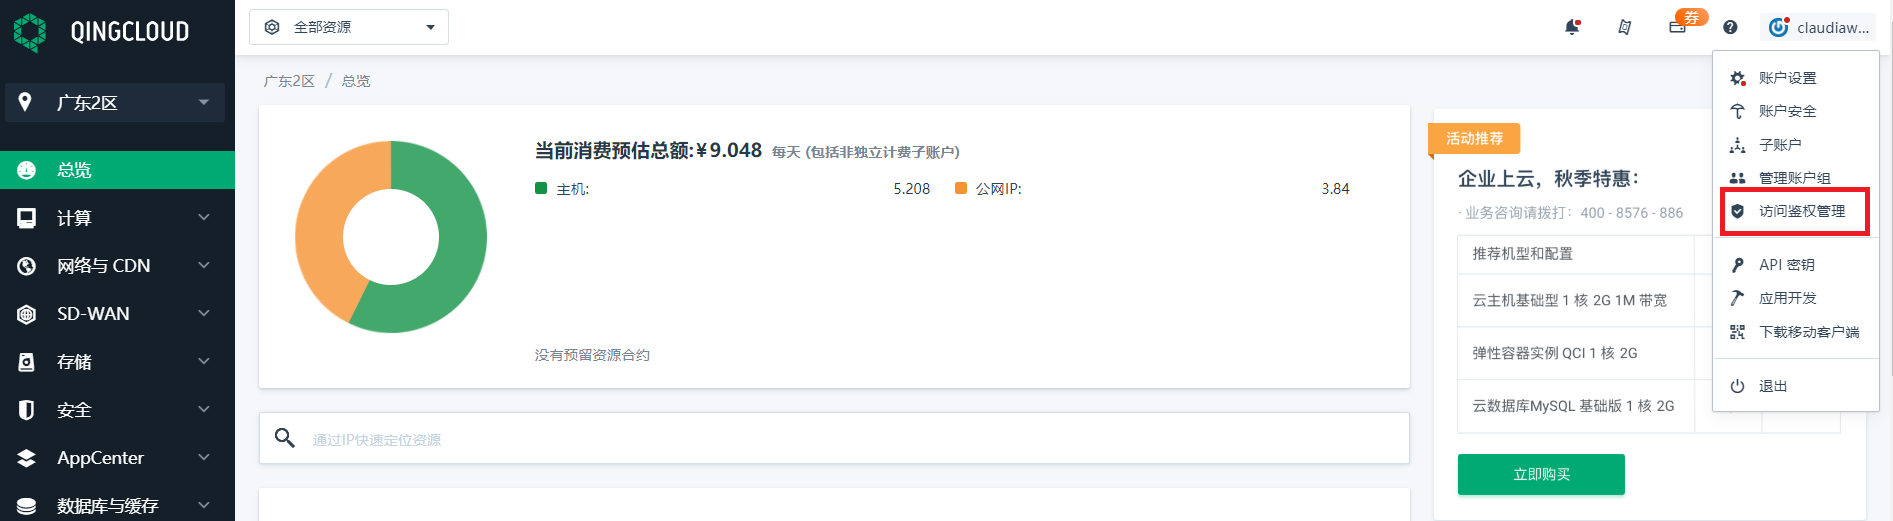 QINGCLOUD
全部资源
券
claudiaw...
广东2区
总览
计算
网络与 CDN
SD-WAN
存储
安全
AppCenter
数据库与缓存
广东2区 / 总览
当前消费预估总额:¥9.048 每天 (包括非独立计费子账户)
主机: 5.208 公网IP: 3.84
没有预留资源合约
通过IP快速定位资源
活动推荐
企业上云，秋季特惠：
· 业务咨询请拨打：400 - 8576 - 886
推荐机型和配置
云主机基础型 1 核 2G 1M 带宽
弹性容器实例 QCI 1 核 2G
云数据库MySQL 基础版 1 核 2G
立即购买
账户设置
账户安全
子账户
管理账户组
访问鉴权管理
API 密钥
应用开发
下载移动客户端
退出